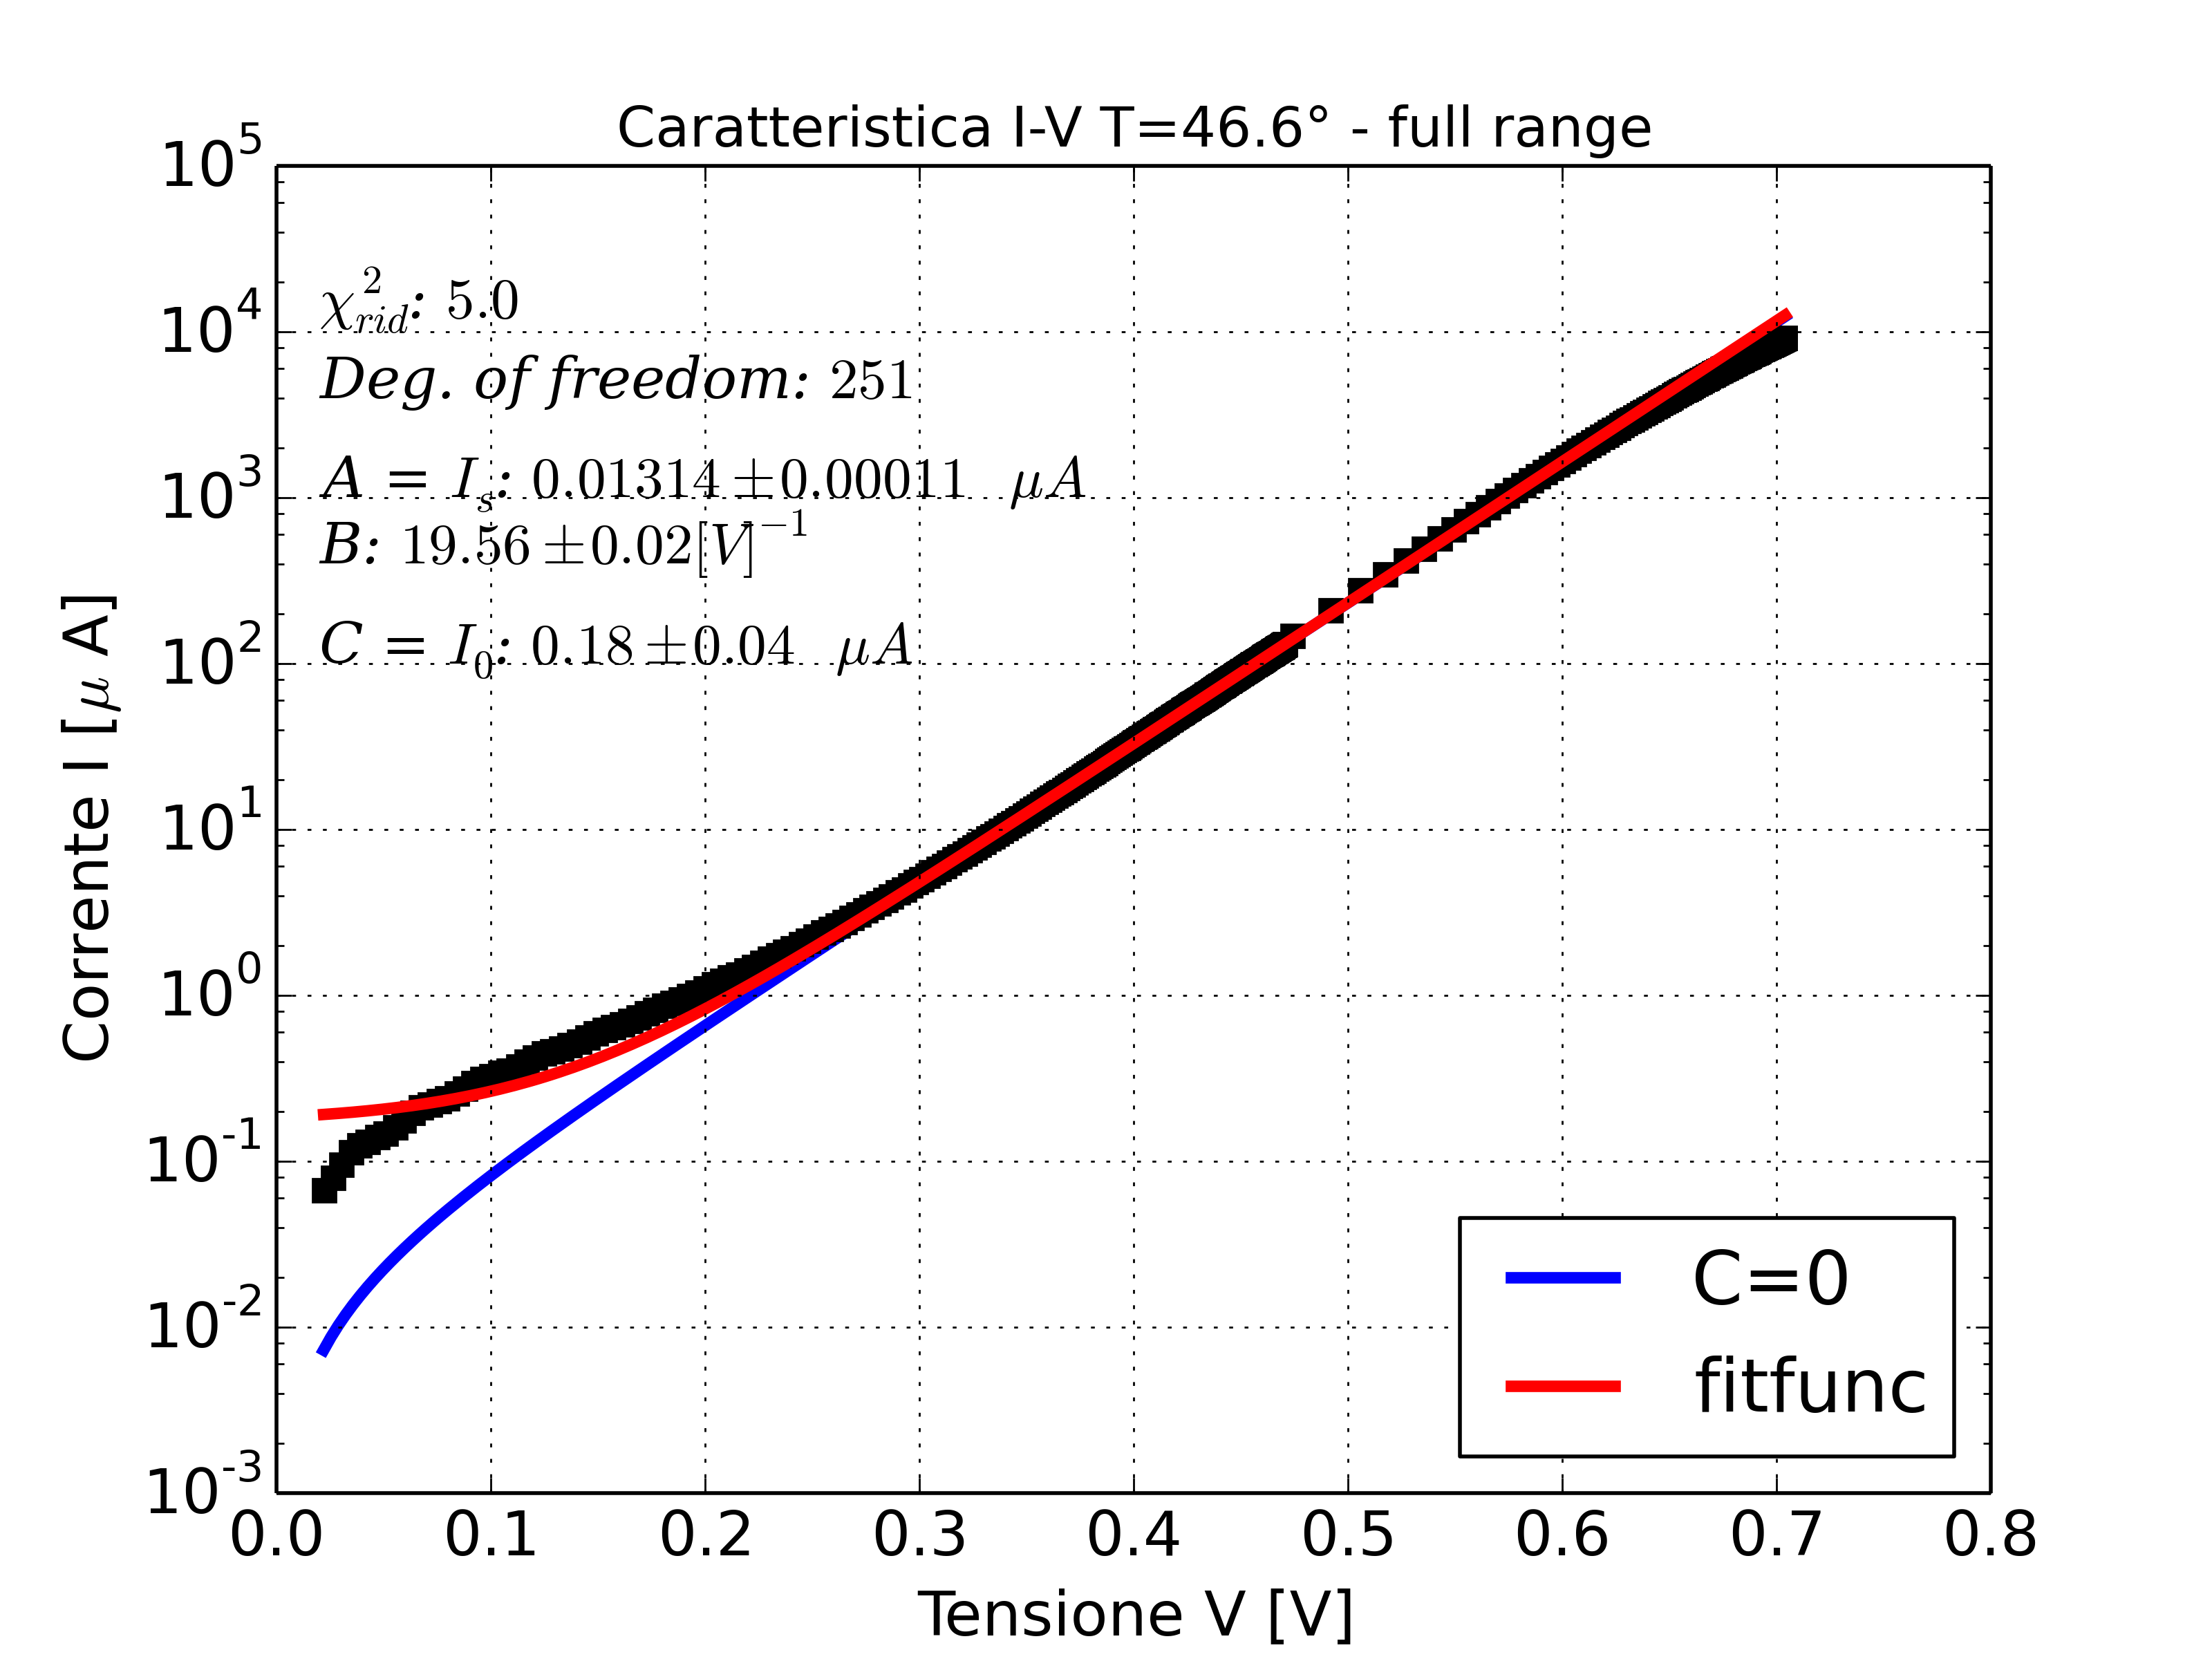 Caratteristica I-V T=46.6° - full range
χ²_rid: 5.0
Deg. of freedom: 251
A = I_s: 0.01314 ±0.00011 μA
B: 19.56 ±0.02[V]⁻¹
C = I_0: 0.18 ±0.04 μA
10⁵
10⁴
10³
10²
10¹
10⁰
10⁻¹
10⁻²
10⁻³
Corrente I [μ A]
C=0
fitfunc
0.0 0.1 0.2 0.3 0.4 0.5 0.6 0.7 0.8
Tensione V [V]